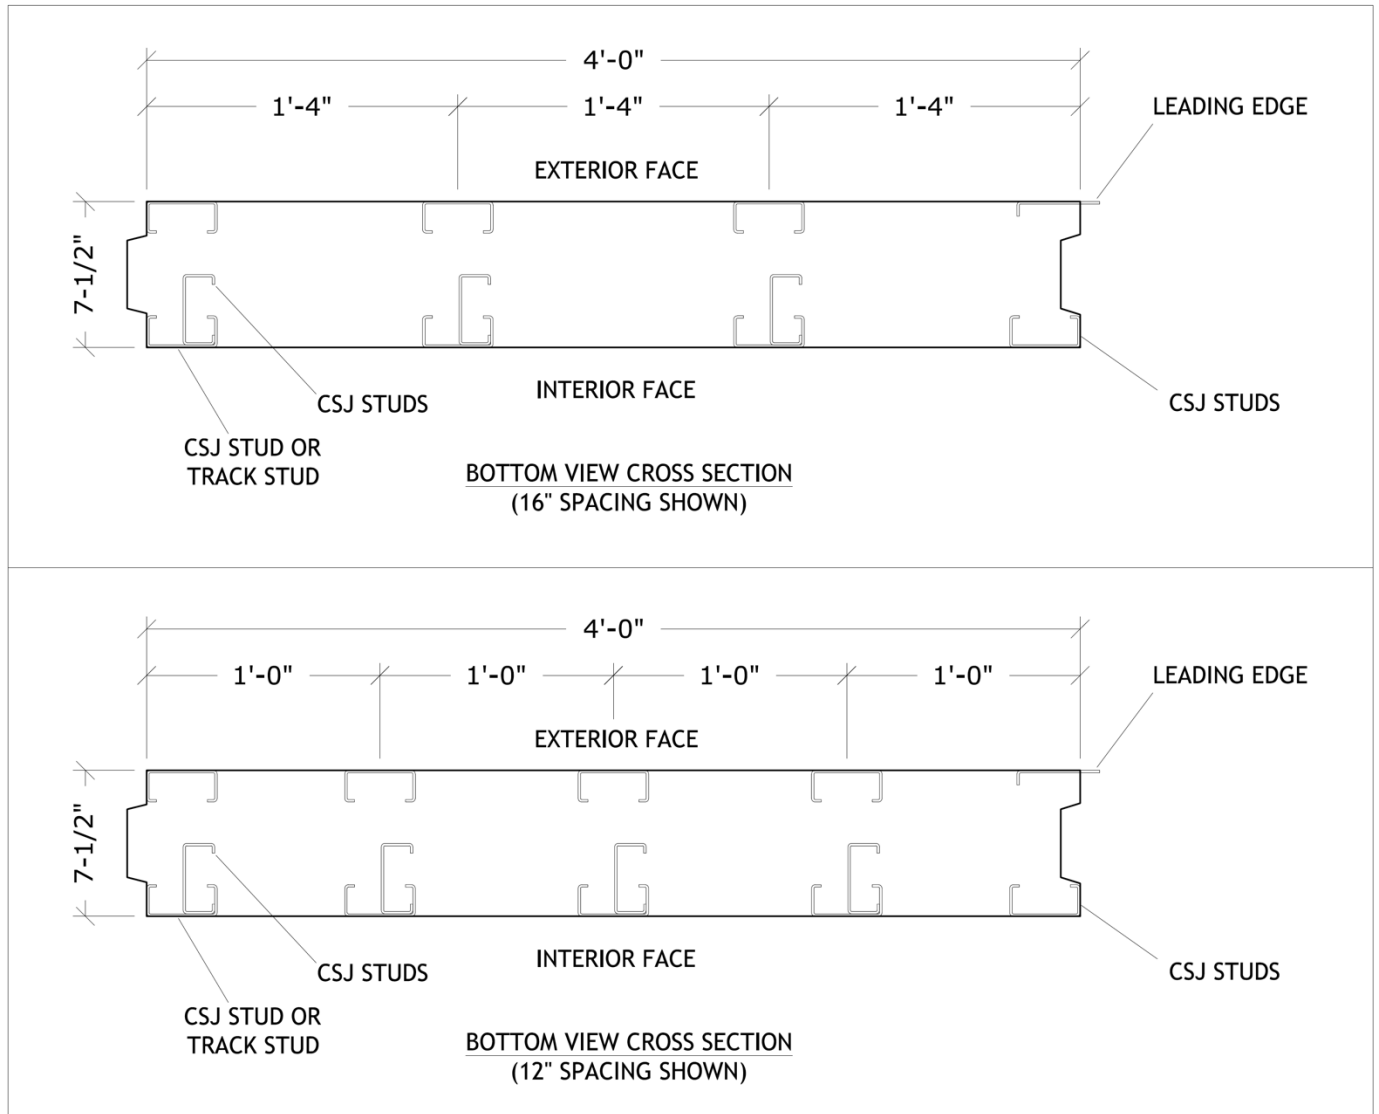 4'-0"
1'-4"
1'-4"
1'-4"
LEADING EDGE
EXTERIOR FACE
7-1/2"
INTERIOR FACE
CSJ STUDS
CSJ STUDS
CSJ STUD OR
TRACK STUD
BOTTOM VIEW CROSS SECTION
(16" SPACING SHOWN)
4'-0"
1'-0"
1'-0"
1'-0"
1'-0"
LEADING EDGE
EXTERIOR FACE
7-1/2"
INTERIOR FACE
CSJ STUDS
CSJ STUDS
CSJ STUD OR
TRACK STUD
BOTTOM VIEW CROSS SECTION
(12" SPACING SHOWN)